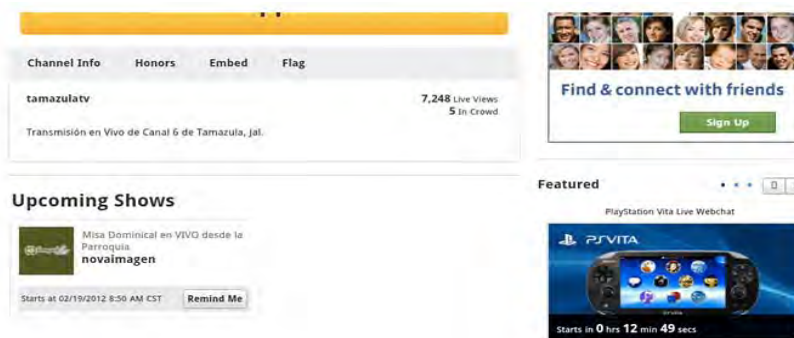 Channel Info Honors Embed Flag
tamazulatv
7,248 Live Views
5 In Crowd
Transmisión en Vivo de Canal 6 de Tamazula, Jal.
Upcoming Shows
Misa Dominical en VIVO desde la
Parroquia
novaimagen
Starts at 02/19/2012 8:50 AM CST
Remind Me
Find & connect with friends
Sign Up
Featured
PlayStation Vita Live Webchat
PSVITA
Starts in 0 hrs 12 min 49 secs